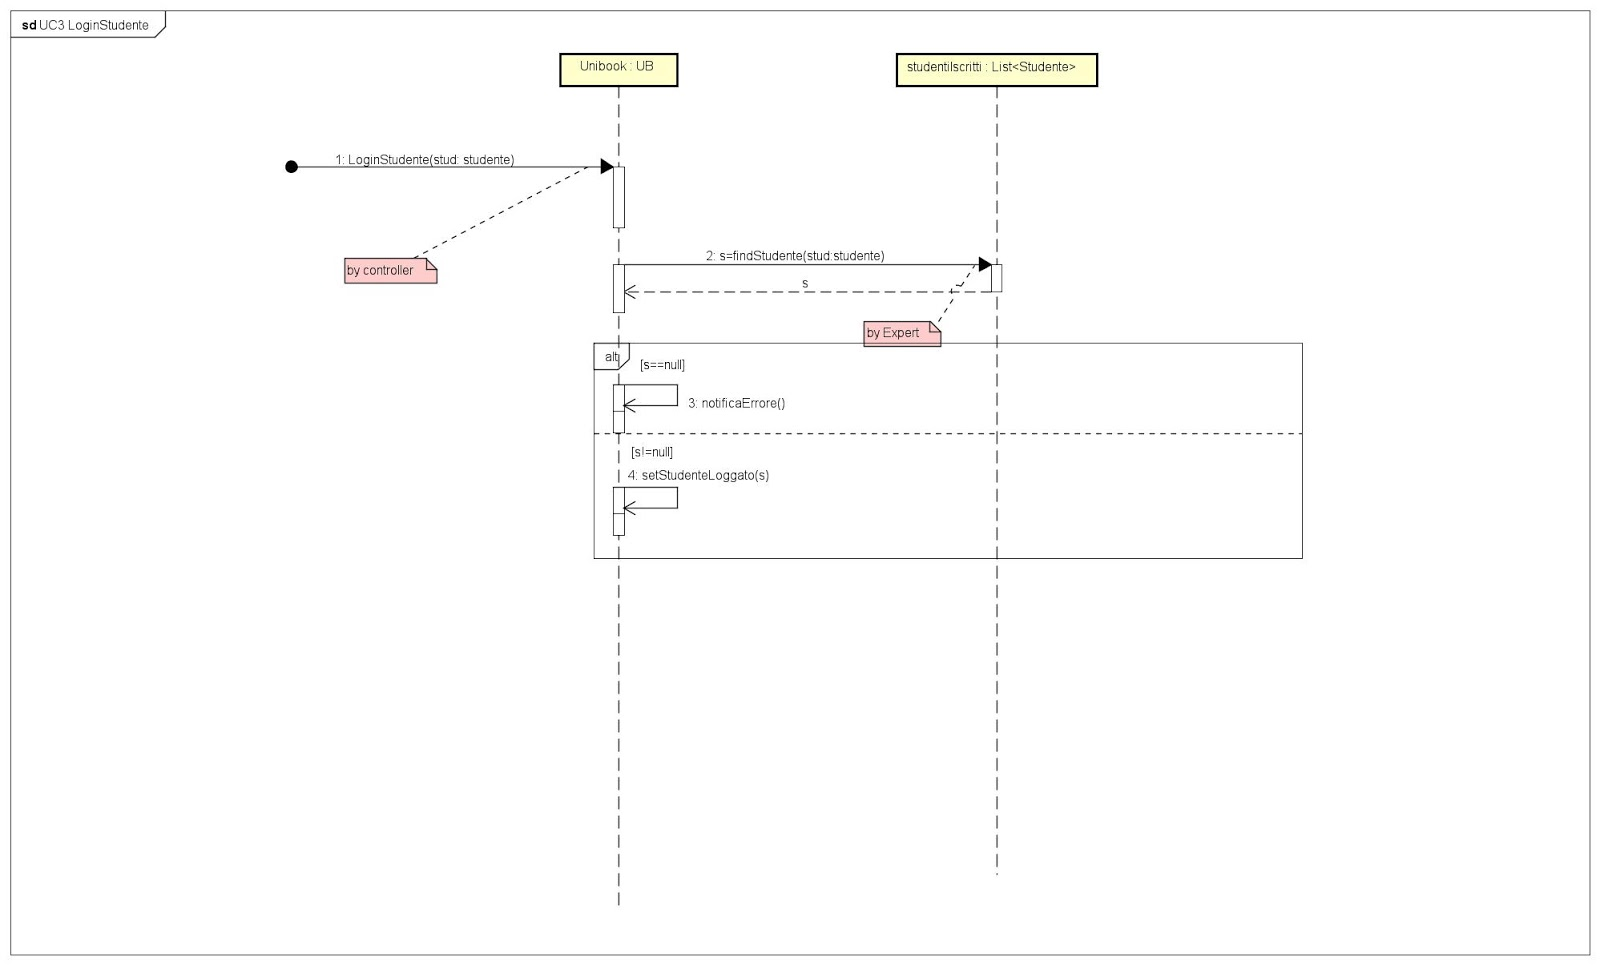 sd UC3 LoginStudente
Unibook : UB
studentiIscritti : List<Studente>
1: LoginStudente(stud: studente)
by controller
2: s=findStudente(stud:studente)
s
by Expert
alt
[s==null]
3: notificaErrore()
[s!=null]
4: setStudenteLoggato(s)